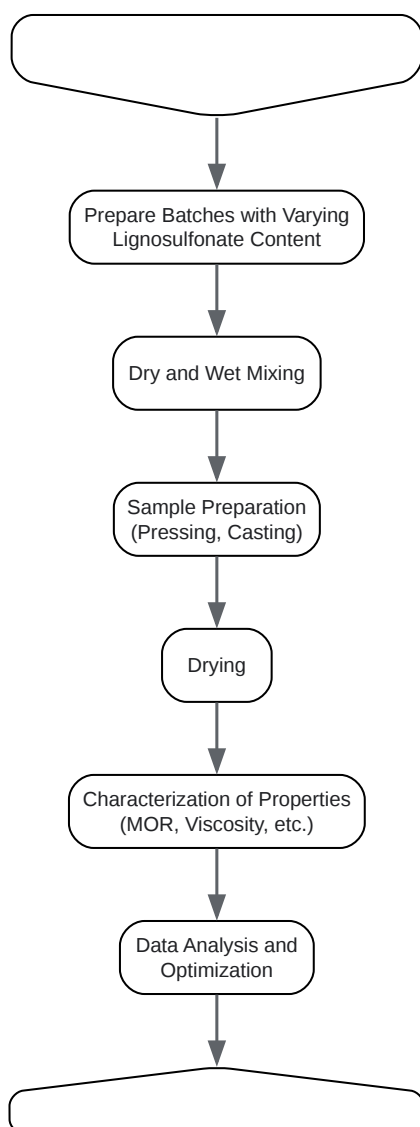 Prepare Batches with Varying
Lignosulfonate Content
Dry and Wet Mixing
Sample Preparation
(Pressing, Casting)
Drying
Characterization of Properties
(MOR, Viscosity, etc.)
Data Analysis and
Optimization